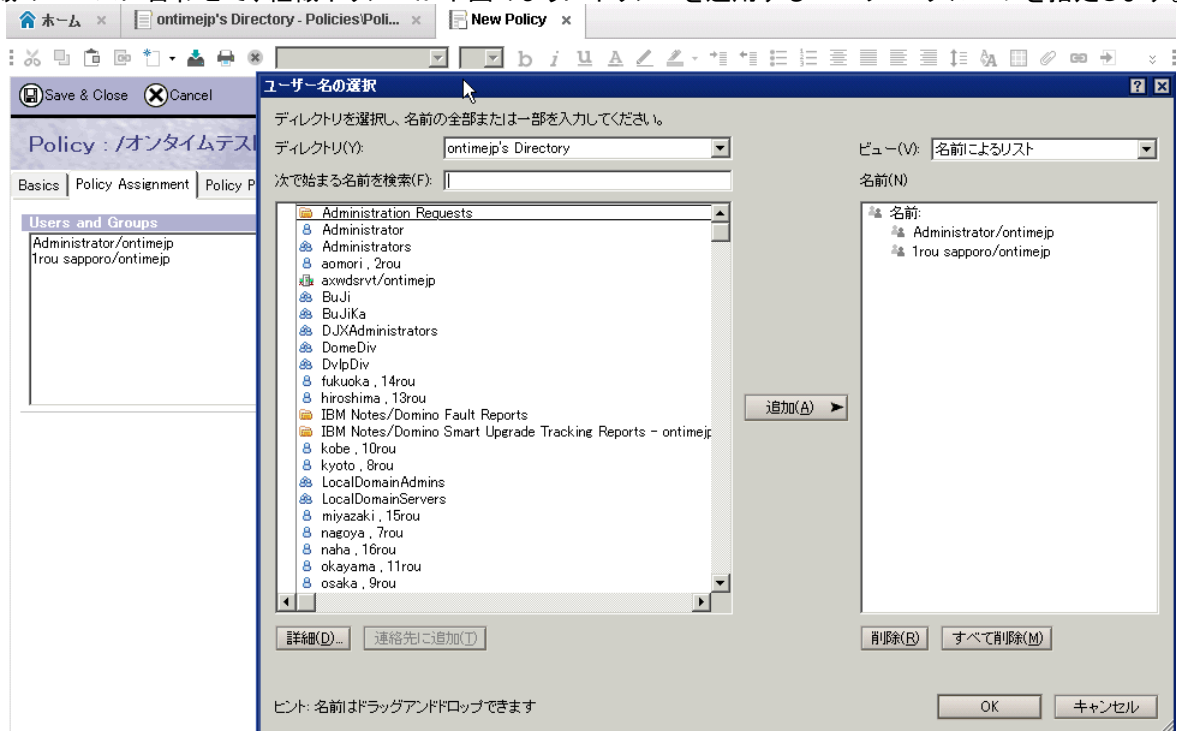 ホーム
ontimejp's Directory - Policies\Poli...
New Policy
b i u A
Save & Close Cancel
Policy : /オンタイムテス
Basics Policy Assignment Policy P
Users and Groups
Administrator/ontimejp
1rou sapporo/ontimejp
ユーザー名の選択
ディレクトリを選択し、名前の全部または一部を入力してください。
ディレクトリ(Y): ontimejp's Directory
次で始まる名前を検索(F):
Administration Requests
Administrator
Administrators
aomori , 2rou
axwdsrvt/ontimejp
BuJi
BuJiKa
DJXAdministrators
DomeDiv
DvlpDiv
fukuoka , 14rou
hiroshima , 13rou
IBM Notes/Domino Fault Reports
IBM Notes/Domino Smart Upgrade Tracking Reports - ontimejp
kobe , 10rou
kyoto , 8rou
LocalDomainAdmins
LocalDomainServers
miyazaki , 15rou
nagoya , 7rou
naha , 16rou
okayama , 11rou
osaka , 9rou
詳細(D)...
連絡先に追加(T)
追加(A)
ビュー(V): 名前によるリスト
名前(N)
名前:
Administrator/ontimejp
1rou sapporo/ontimejp
削除(R)
すべて削除(M)
ヒント: 名前はドラッグアンドドロップできます
OK
キャンセル